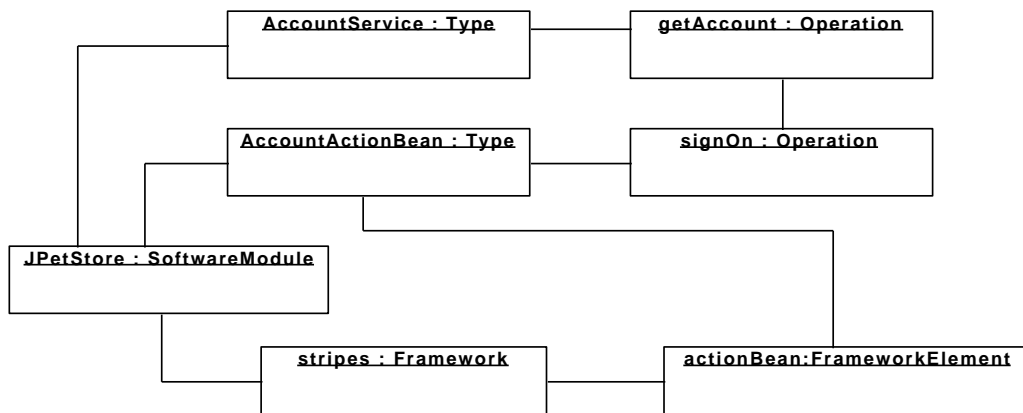 AccountService : Type
getAccount : Operation
AccountActionBean : Type
signOn : Operation
JPetStore : SoftwareModule
stripes : Framework
actionBean:FrameworkElement